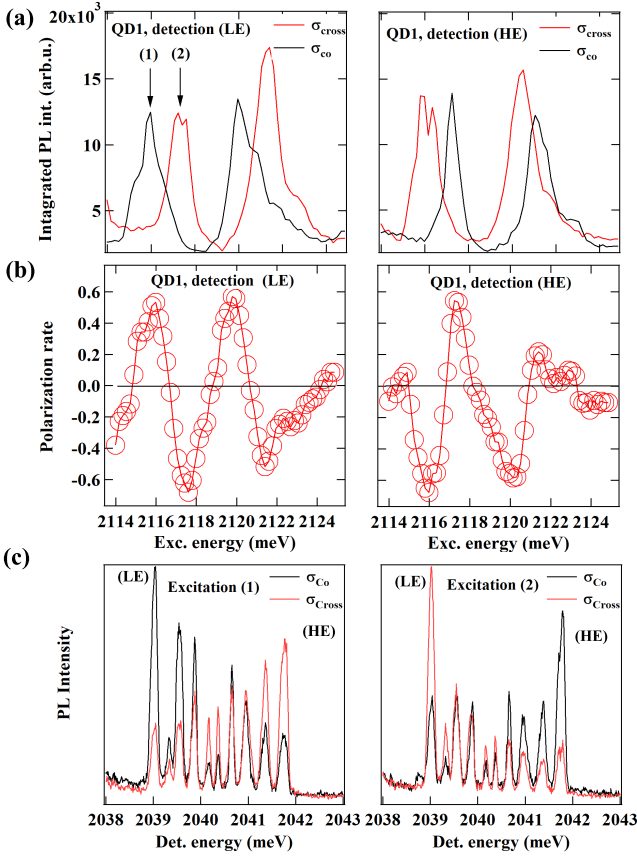 (a)
20x10³
15
10
5
Intagrated PL int. (arb.u.)
QD1, detection (LE)
σcross
σco
(1)
(2)
QD1, detection (HE)
σcross
σco
(b)
0.6
0.4
0.2
0.0
-0.2
-0.4
-0.6
Polarization rate
QD1, detection (LE)
2114 2116 2118 2120 2122 2124
Exc. energy (meV)
QD1, detection (HE)
2114 2116 2118 2120 2122 2124
Exc. energy (meV)
(c)
PL Intensity
(LE)
Excitation (1)
σCo
σCross
(HE)
2038 2039 2040 2041 2042 2043
Det. energy (meV)
(LE)
Excitation (2)
σCo
σCross
(HE)
2038 2039 2040 2041 2042 2043
Det. energy (meV)